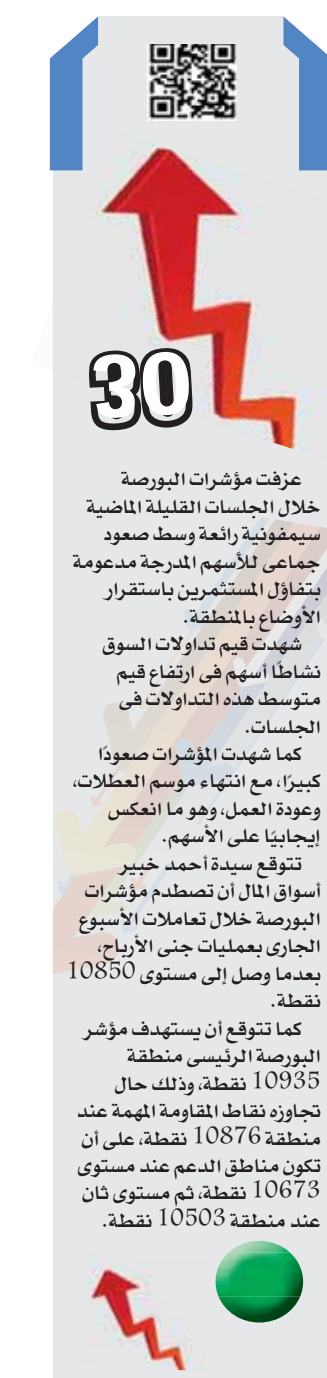 30
عزفت مؤشرات البورصة
خلال الجلسات القليلة الماضية
سيمفونية رائعة وسط صعود
جماعى للأسهم المدرجة مدعومة
بتفاؤل المستثمرين باستقرار
الأوضاع بالمنطقة.
شهدت قيم تداولات السوق
نشاطًا أسهم فى ارتفاع قيم
متوسط هذه التداولات فى
الجلسات.
كما شهدت المؤشرات صعودًا
كبيرًا، مع انتهاء موسم العطلات،
وعودة العمل، وهو ما انعكس
إيجابيًا على الأسهم.
تتوقع سيدة أحمد خبير
أسواق المال أن تصطدم مؤشرات
البورصة خلال تعاملات الأسبوع
الجارى بعمليات جنى الأرباح،
بعدما وصل إلى مستوى 10850
نقطة.
كما تتوقع أن يستهدف مؤشر
البورصة الرئيسى منطقة
10935 نقطة، وذلك حال
تجاوزه نقاط المقاومة المهمة عند
منطقة 10876 نقطة، على أن
تكون مناطق الدعم عند مستوى
10673 نقطة، ثم مستوى ثان
عند منطقة 10503 نقطة.